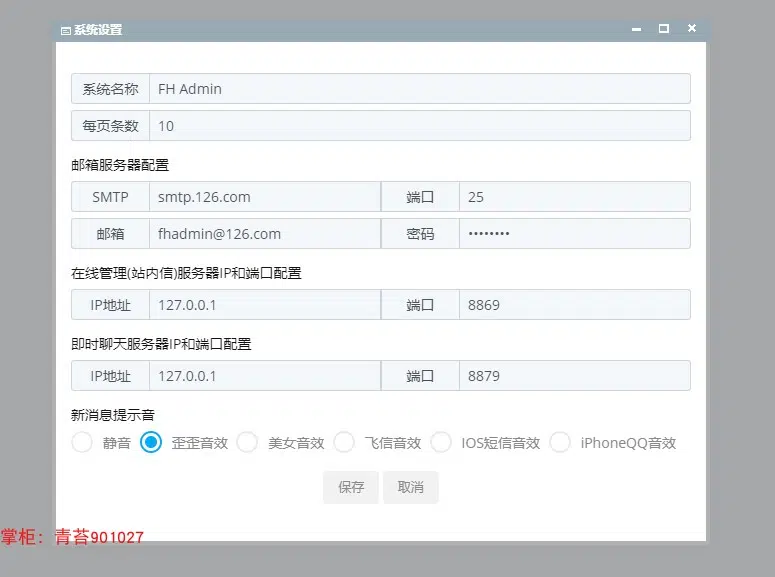 系统设置
系统名称 FH Admin
每页条数 10
邮箱服务器配置
SMTP smtp.126.com 端口 25
邮箱 fhadmin@126.com 密码 ••••••••
在线管理(站内信)服务器IP和端口配置
IP地址 127.0.0.1 端口 8869
即时聊天服务器IP和端口配置
IP地址 127.0.0.1 端口 8879
新消息提示音
静音 歪歪音效 美女音效 飞信音效 IOS短信音效 iPhoneQQ音效
保存 取消
掌柜：青苔901027